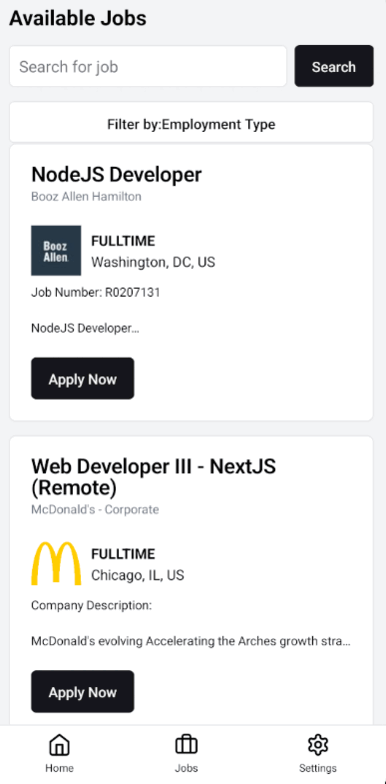 Available Jobs
Search for job
Search
Filter by:Employment Type
NodeJS Developer
Booz Allen Hamilton
Booz
Allen
FULLTIME
Washington, DC, US
Job Number: R0207131
NodeJS Developer...
Apply Now
Web Developer III - NextJS
(Remote)
McDonald's - Corporate
FULLTIME
Chicago, IL, US
Company Description:
McDonald's evolving Accelerating the Arches growth stra...
Apply Now
Home
Jobs
Settings